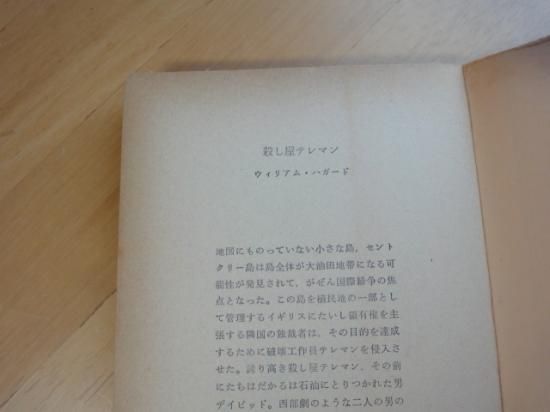 殺し屋テレマン
ウィリアム・ハガード
地図にものっていない小さな島，セント
クリー島は島全体が大油田地帯になる可
能性が発見されて、がぜん国際紛争の焦
点となった。この島を植民地の一部とし
て管理するイギリスにたいし領有権を主
張する隣国の独裁者は、その目的を達成
するために破壊工作員テレマンを侵入さ
せた。誇り高き殺し屋テレマン、その前
にたちはだかるは石油にとりつかれた男
デイビッド。西部劇のような二人の男の